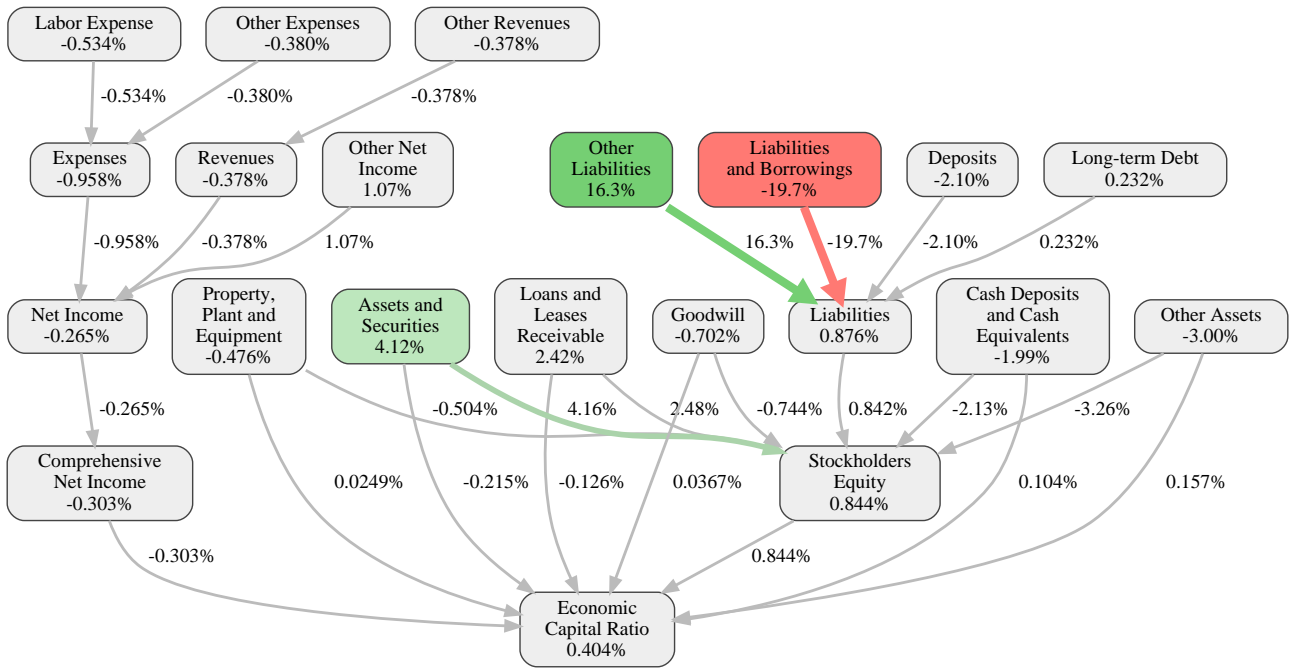 Labor Expense
-0.534%
Other Expenses
-0.380%
Other Revenues
-0.378%
-0.534%
-0.380%
-0.378%
Expenses
-0.958%
Revenues
-0.378%
Other Net
Income
1.07%
Other
Liabilities
16.3%
Liabilities
and Borrowings
-19.7%
Deposits
-2.10%
Long-term Debt
0.232%
-0.958%
-0.378%
1.07%
16.3%
-19.7%
-2.10%
0.232%
Net Income
-0.265%
Property,
Plant and
Equipment
-0.476%
Assets and
Securities
4.12%
Loans and
Leases
Receivable
2.42%
Goodwill
-0.702%
Liabilities
0.876%
Cash Deposits
and Cash
Equivalents
-1.99%
Other Assets
-3.00%
-0.265%
-0.504%
4.16%
2.48%
-0.744%
0.842%
-2.13%
-3.26%
Comprehensive
Net Income
-0.303%
0.0249%
-0.215%
-0.126%
0.0367%
Stockholders
Equity
0.844%
0.104%
0.157%
-0.303%
0.844%
Economic
Capital Ratio
0.404%